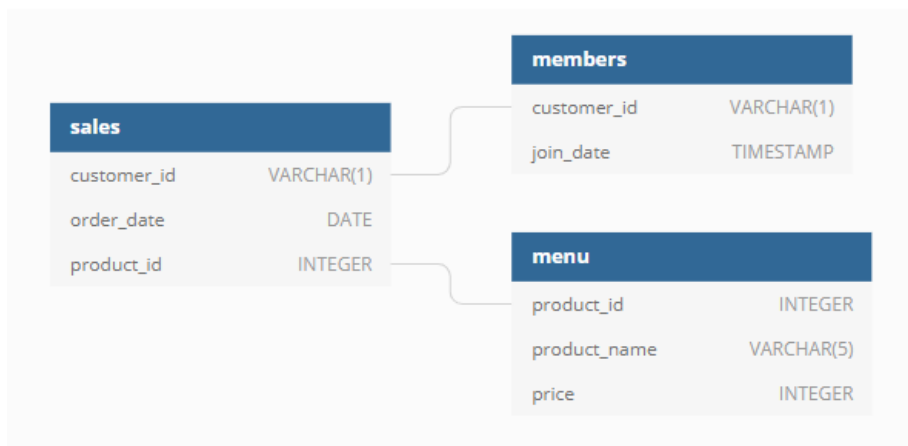 sales
customer_id VARCHAR(1)
order_date DATE
product_id INTEGER
members
customer_id VARCHAR(1)
join_date TIMESTAMP
menu
product_id INTEGER
product_name VARCHAR(5)
price INTEGER